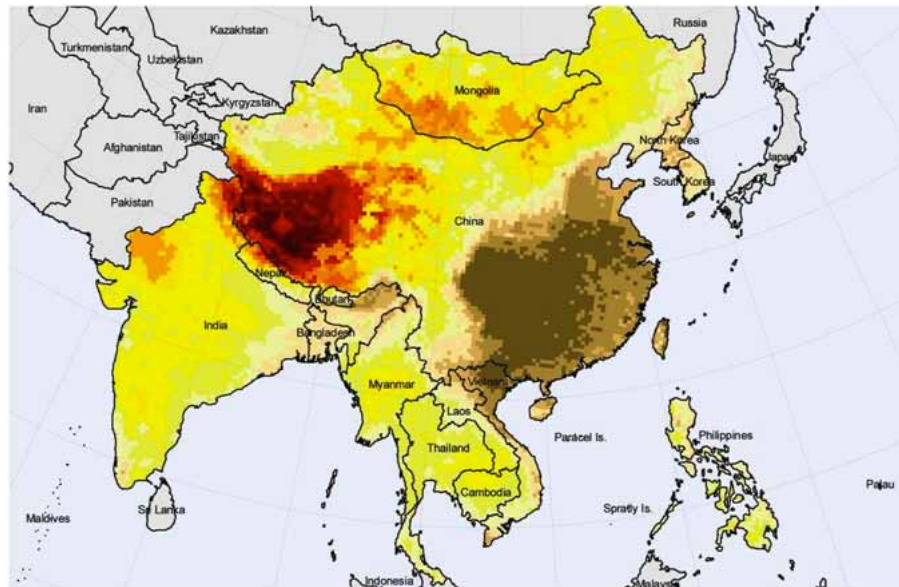 Kazakhstan
Russia
Turkmenistan
Uzbekistan
Mongolia
Kyrgyzstan
Iran
Tajikistan
North Korea
Afghanistan
Japan
South Korea
Pakistan
China
Nepal
Bhutan
India
Bangladesh
Myanmar
Vietnam
Laos
Paracel Is.
Philippines
Thailand
Cambodia
Palau
Maldives
Sri Lanka
Spratly Is.
Indonesia
Malays